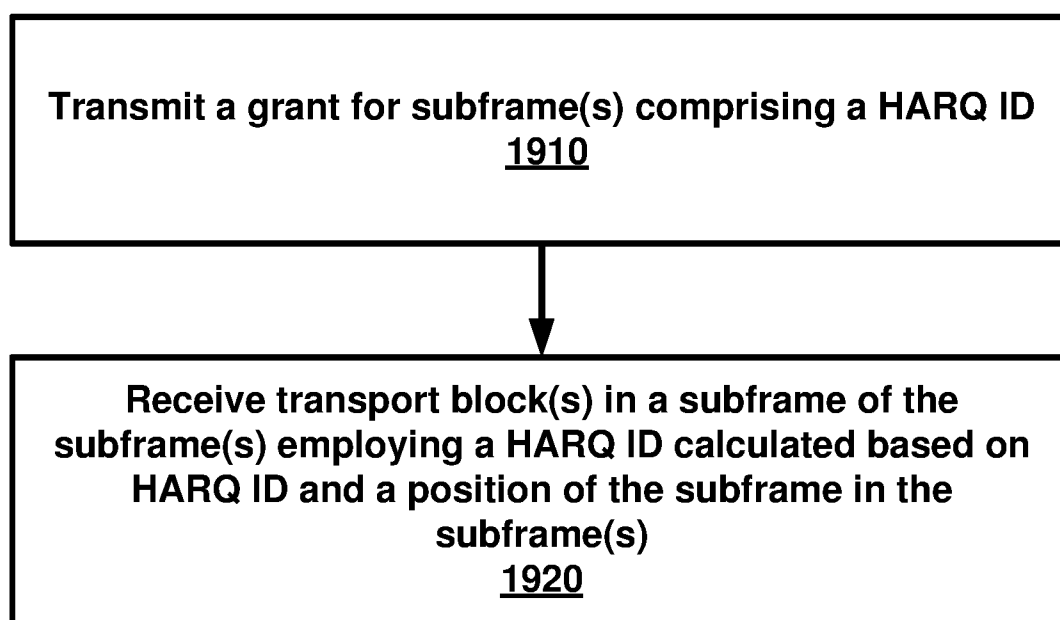 Transmit a grant for subframe(s) comprising a HARQ ID
1910
Receive transport block(s) in a subframe of the
subframe(s) employing a HARQ ID calculated based on
HARQ ID and a position of the subframe in the
subframe(s)
1920